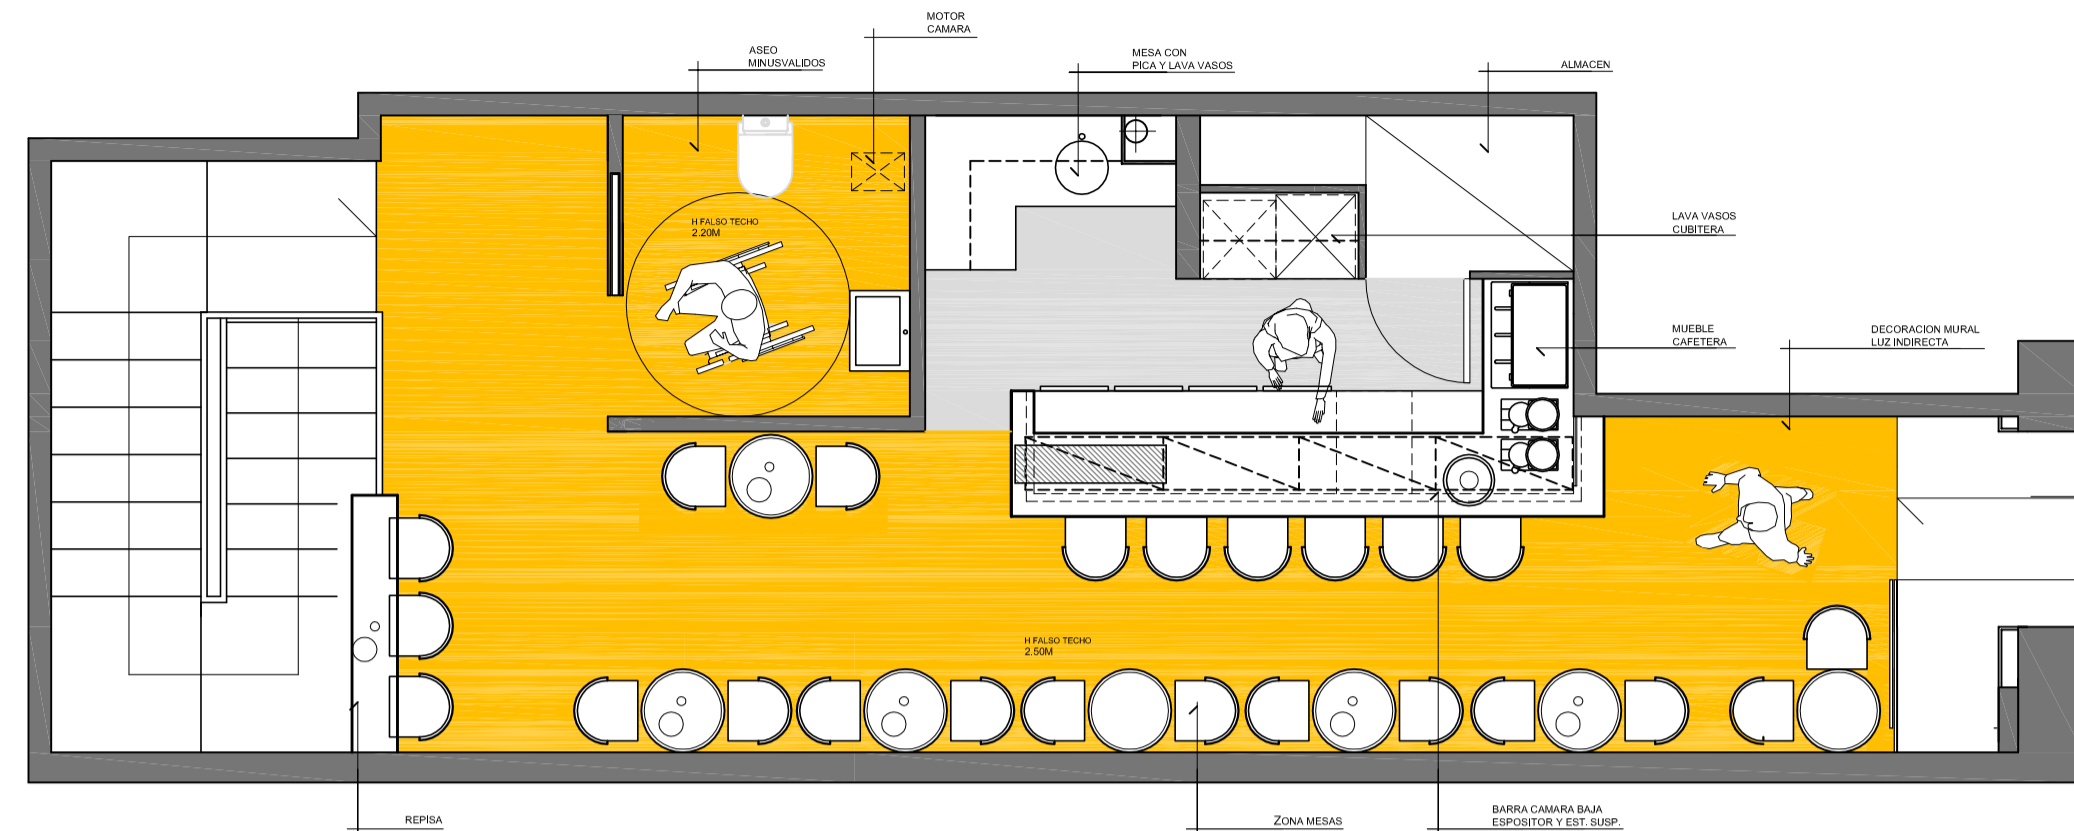 MOTOR
CAMARA
ASEO
MINUSVALIDOS
MESA CON
PICA Y LAVA VASOS
ALMACEN
H FALSO TECHO
2.20M
LAVA VASOS
CUBITERA
MUEBLE
CAFETERA
DECORACION MURAL
LUZ INDIRECTA
H FALSO TECHO
2.50M
REPISA
ZONA MESAS
BARRA CAMARA BAJA
ESPOSITOR Y EST. SUSP.